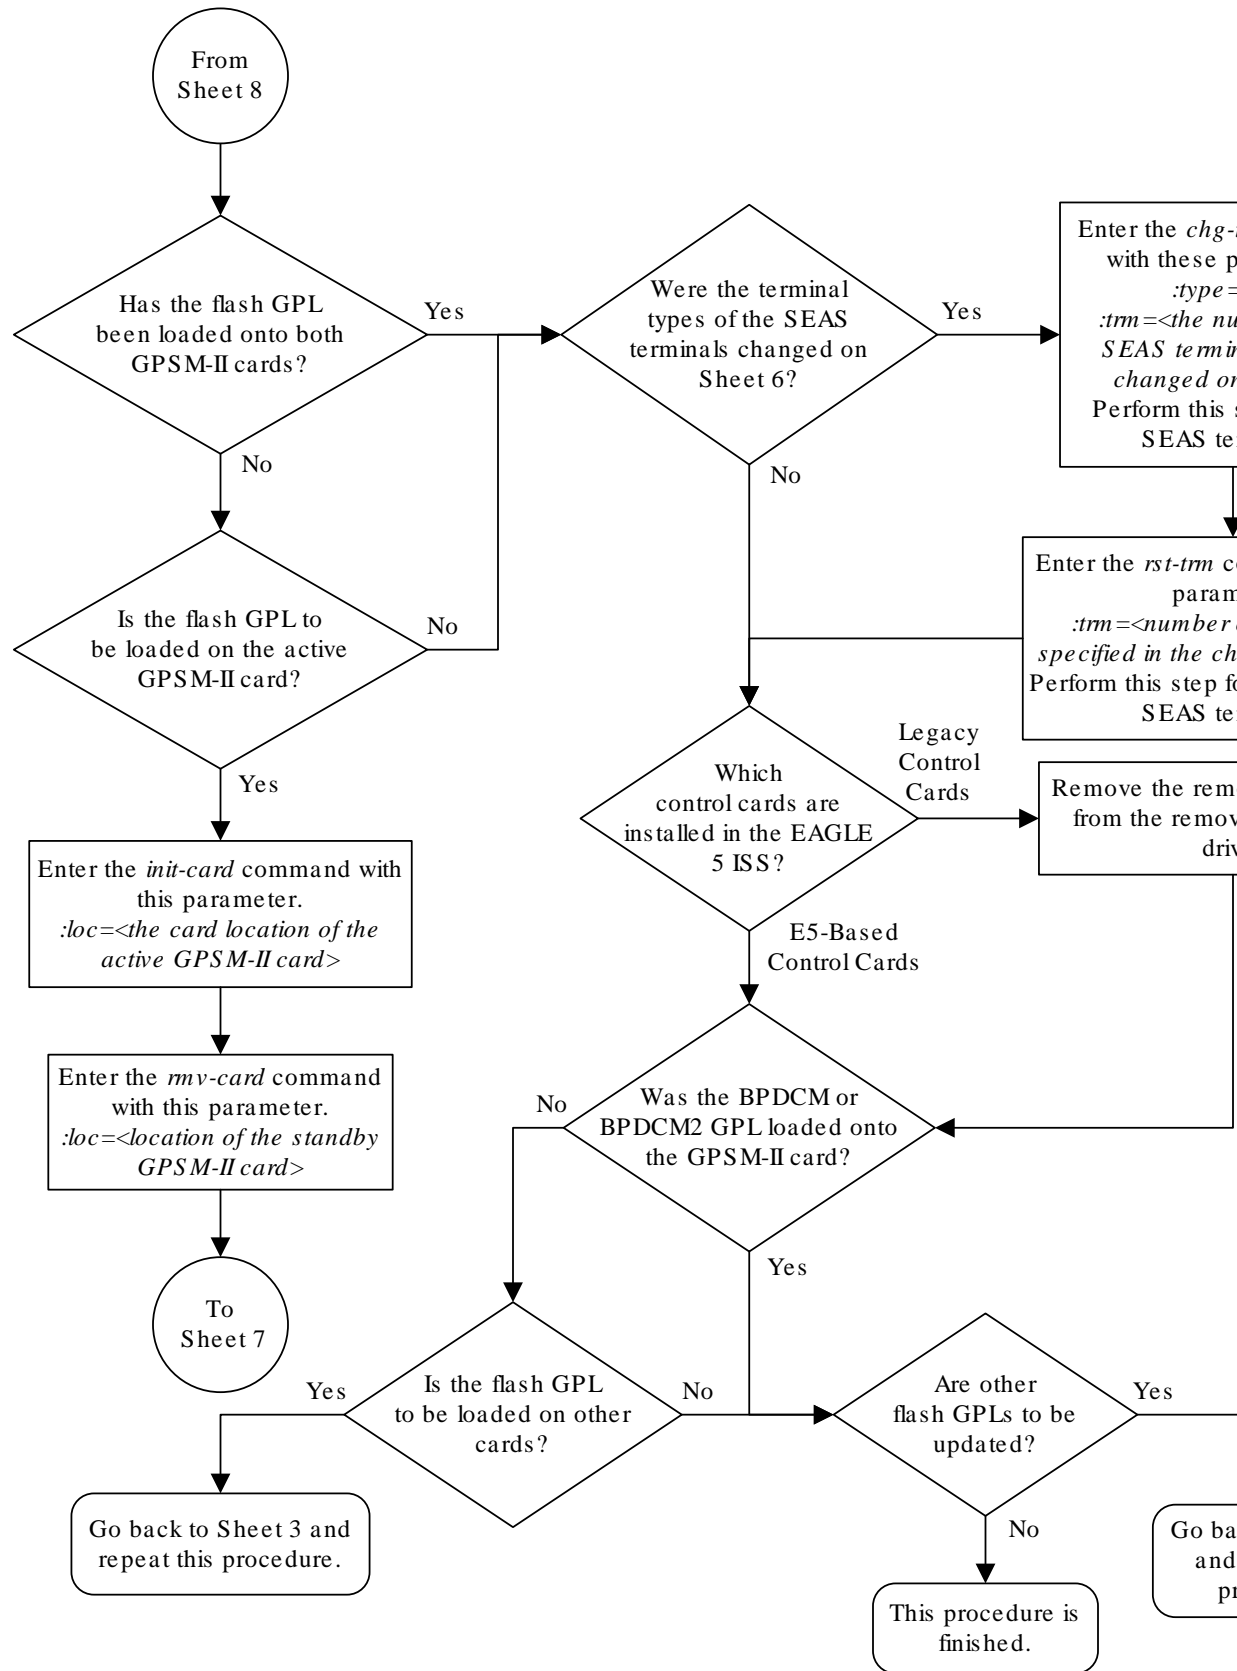 From
Sheet 8
Has the flash GPL
been loaded onto both
GPSM-II cards?
Yes
No
Is the flash GPL to
be loaded on the active
GPSM-II card?
No
Yes
Enter the init-card command with
this parameter.
:loc=<the card location of the
active GPSM-II card>
Enter the rmv-card command
with this parameter.
:loc=<location of the standby
GPSM-II card>
To
Sheet 7
Were the terminal
types of the SEAS
terminals changed on
Sheet 6?
Yes
No
Enter the chg-
with these p
:type=
:trm=<the nu
SEAS termin
changed or
Perform this s
SEAS te
Enter the rst-trm c
param
:trm=<number
specified in the ch
Perform this step fo
SEAS te
Which
control cards are
installed in the EAGLE
5 ISS?
Legacy
Control
Cards
E5-Based
Control Cards
Remove the rem
from the remov
driv
Was the BPDCM or
BPDCM2 GPL loaded onto
the GPSM-II card?
No
Yes
Is the flash GPL
to be loaded on other
cards?
Yes
No
Go back to Sheet 3 and
repeat this procedure.
Are other
flash GPLs to be
updated?
Yes
No
Go ba
and
pr
This procedure is
finished.